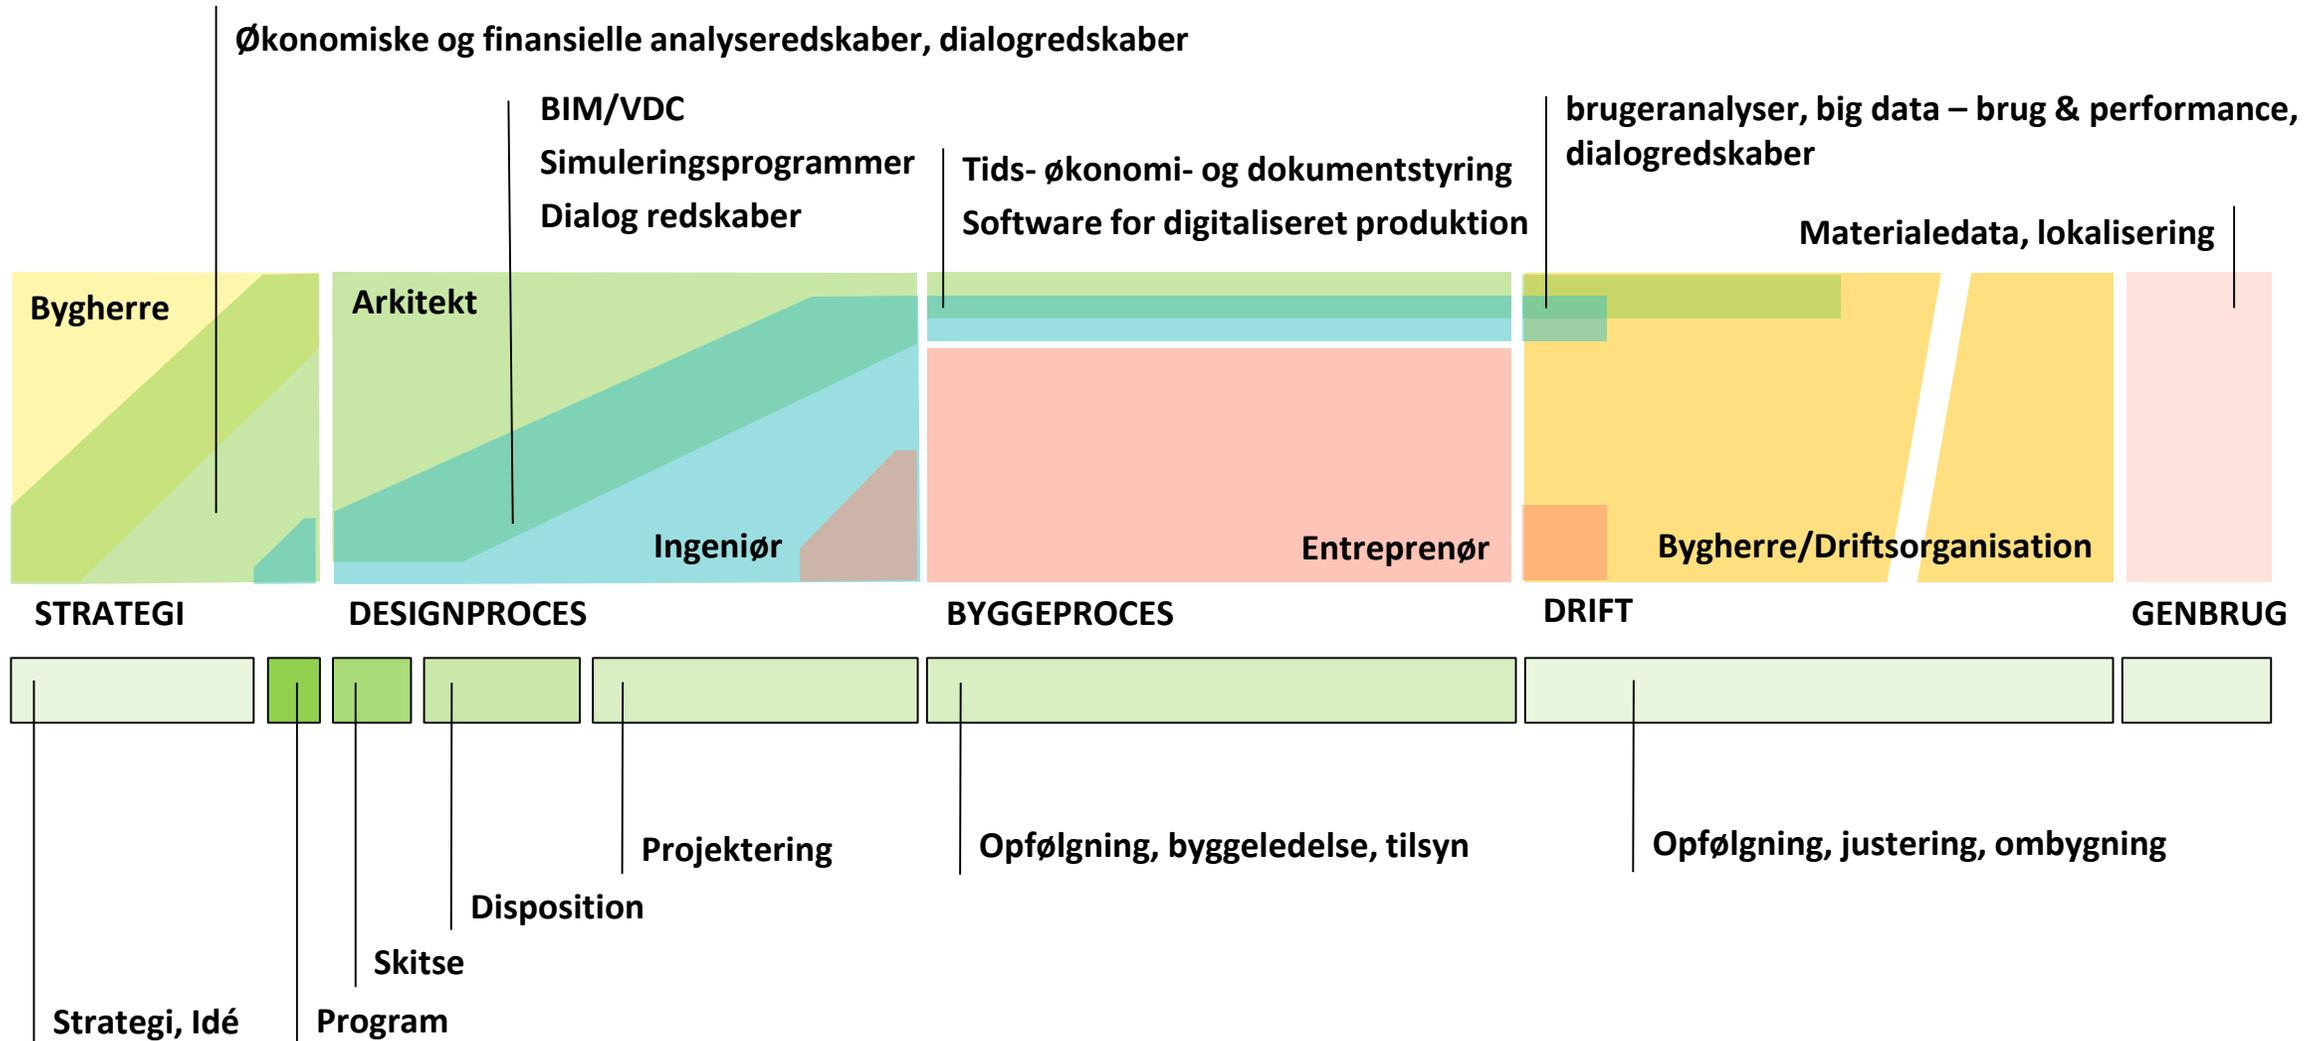 Økonomiske og finansielle analyseredskaber, dialogredskaber
BIM/VDC
Simuleringsprogrammer
Dialog redskaber
Tids- økonomi- og dokumentstyring
Software for digitaliseret produktion
brugeranalyser, big data – brug & performance,
dialogredskaber
Materialedata, lokalisering
Bygherre
Arkitekt
Ingeniør
Entreprenør
Bygherre/Driftsorganisation
STRATEGI
DESIGNPROCES
BYGGEPROCES
DRIFT
GENBRUG
Projektering
Opfølgning, byggeledelse, tilsyn
Opfølgning, justering, ombygning
Disposition
Skitse
Strategi, Idé
Program